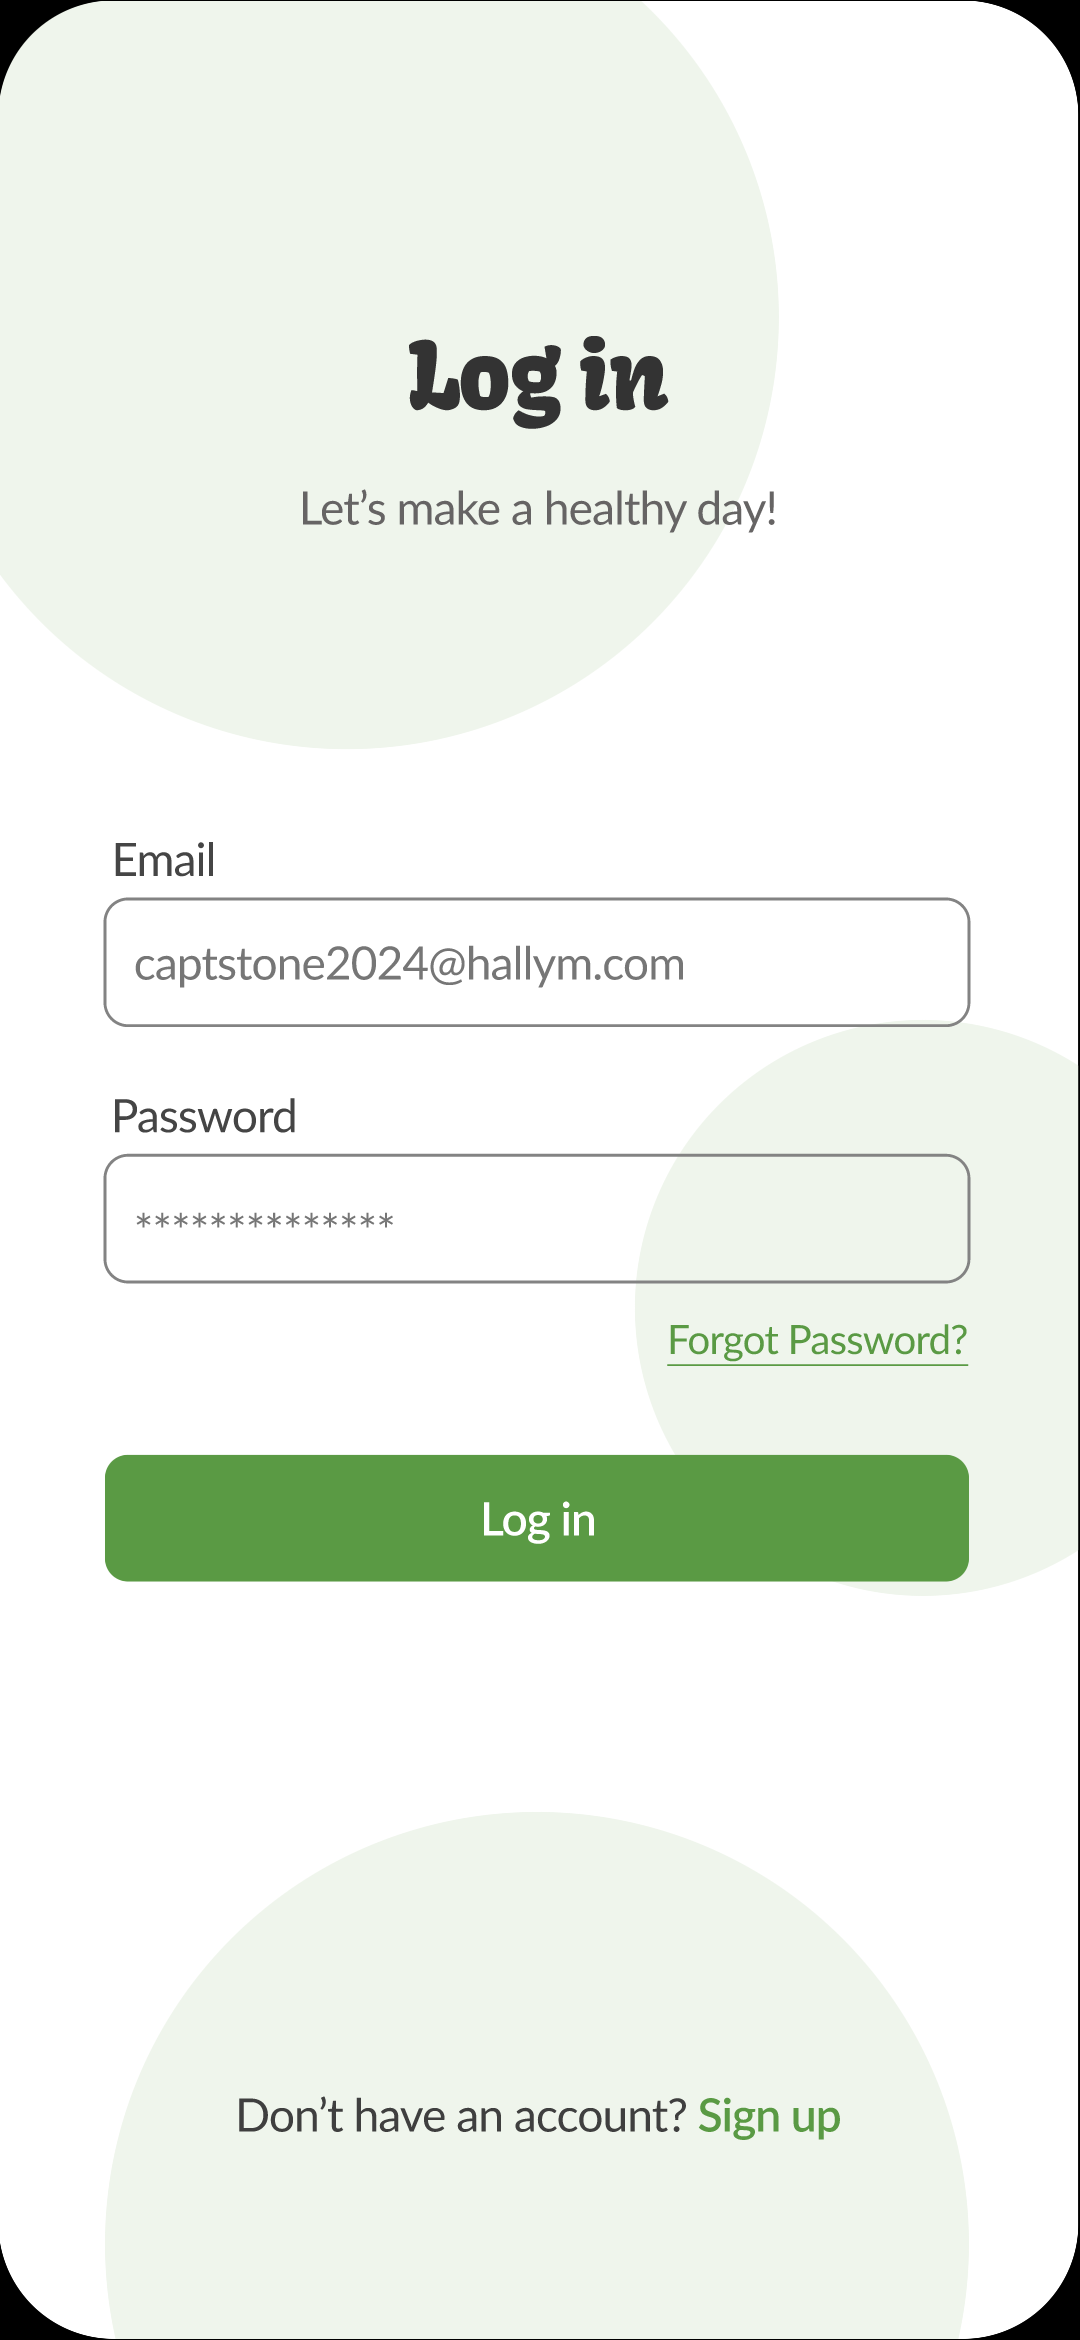 Log in
Let’s make a healthy day!
Email
captstone2024@hallym.com
Password
**************
Forgot Password?
Log in
Don’t have an account? Sign up